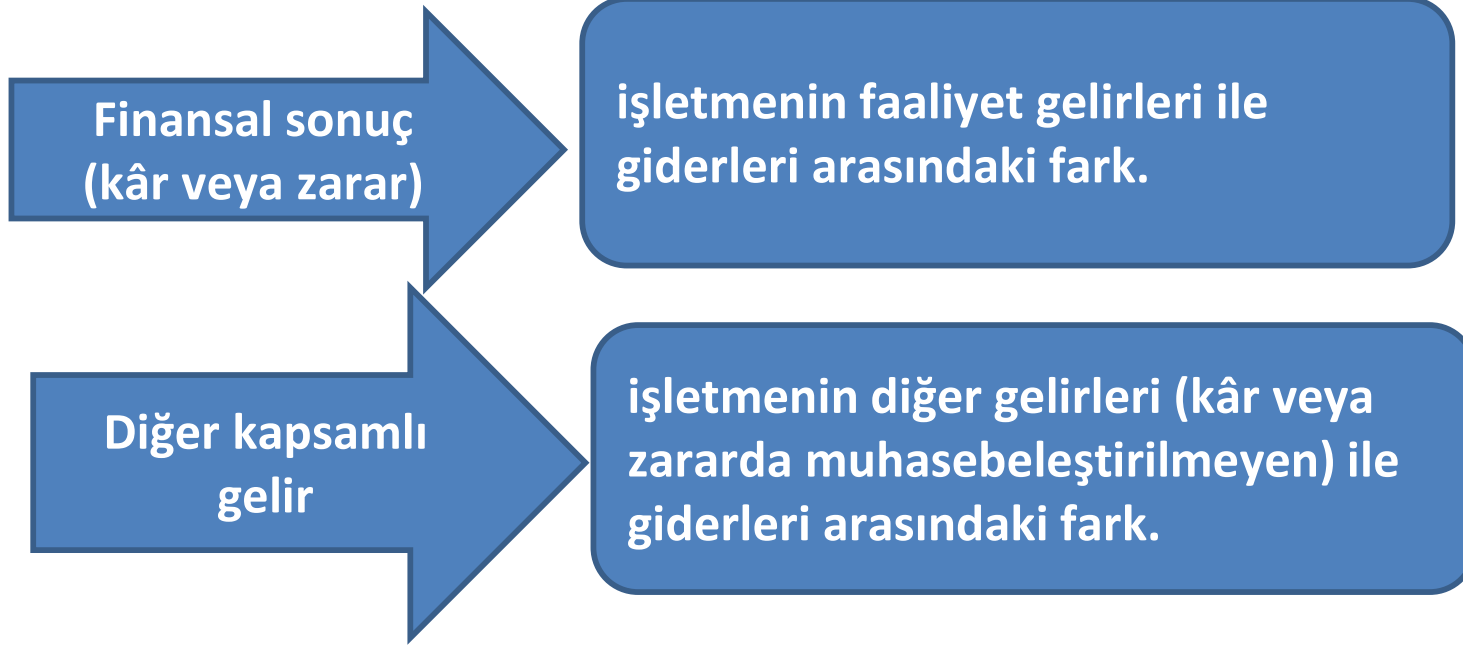 Finansal sonuç
(kâr veya zarar)
işletmenin faaliyet gelirleri ile
giderleri arasındaki fark.
Diğer kapsamlı
gelir
işletmenin diğer gelirleri (kâr veya
zararda muhasebeleştirilmeyen) ile
giderleri arasındaki fark.